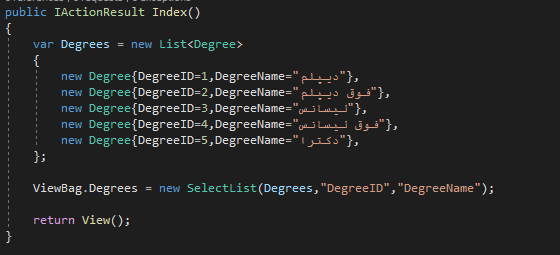 public IActionResult Index()
{
var Degrees = new List<Degree>
{
new Degree{DegreeID=1,DegreeName="دیپلم"},
new Degree{DegreeID=2,DegreeName="فوق دیپلم"},
new Degree{DegreeID=3,DegreeName="لیسانس"},
new Degree{DegreeID=4,DegreeName="فوق لیسانس"},
new Degree{DegreeID=5,DegreeName="دکترا"},
};
ViewBag.Degrees = new SelectList(Degrees,"DegreeID","DegreeName");
return View();
}